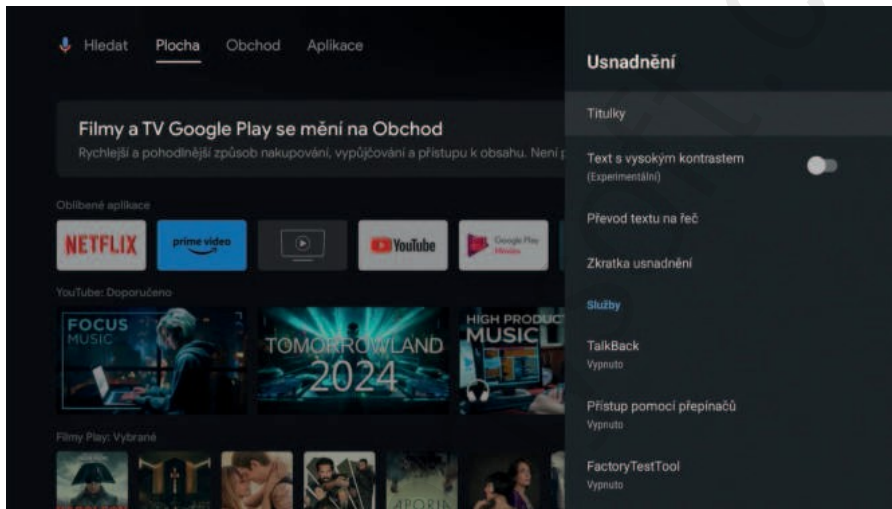 Hledat Plocha Obchod Aplikace
Filmy a TV Google Play se mění na Obchod
Rychlejší a pohodlnější způsob nakupování, vypůjčování a přístupu k obsahu. Není
Oblíbené aplikace
NETFLIX
prime video
YouTube
Google Play
Movies
YouTube: Doporučeno
FOCUS
MUSIC
TOMORROWLAND
2024
HIGH PRODUC
MUSIC
Filmy Play: Vybrané
APORIA
Usnadnění
Titulky
Text s vysokým kontrastem
(Experimentální)
Převod textu na řeč
Zkratka usnadnění
Služby
TalkBack
Vypnuto
Přístup pomocí přepínačů
Vypnuto
FactoryTestTool
Vypnuto